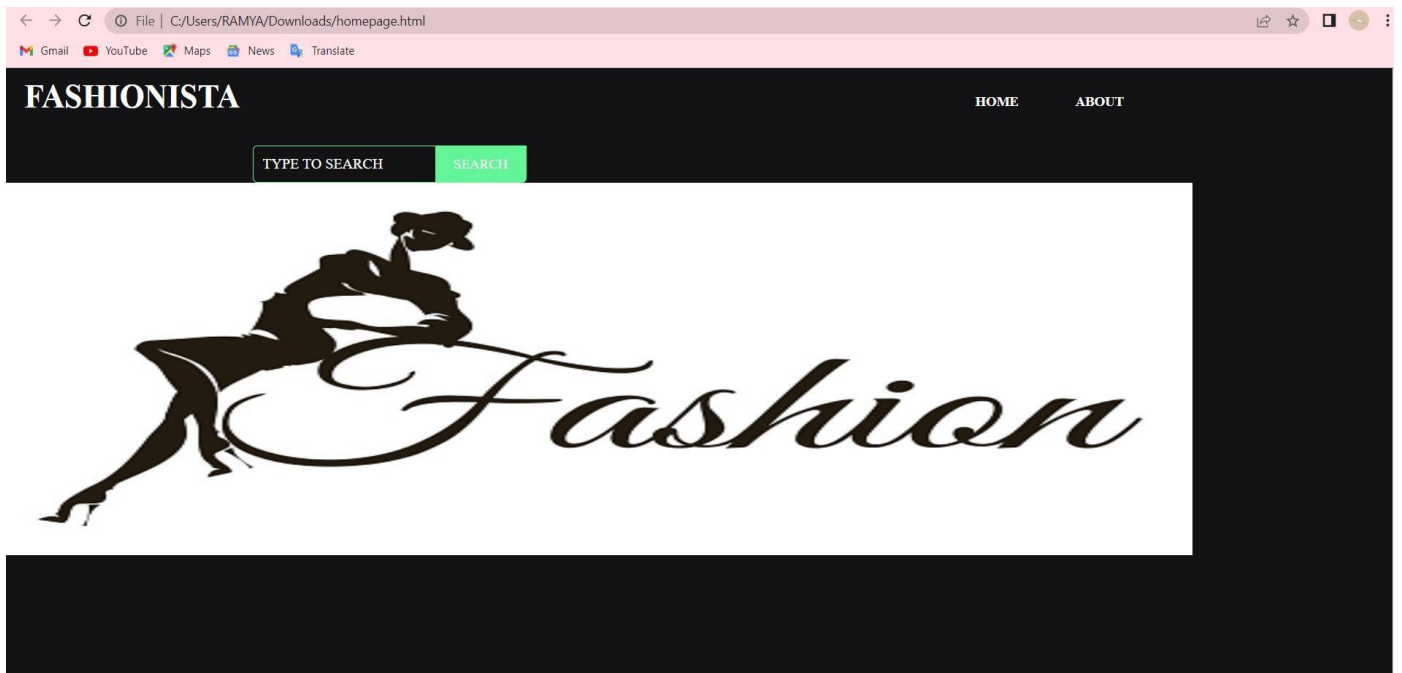 File | C:/Users/RAMYA/Downloads/homepage.html
Gmail YouTube Maps News Translate
FASHIONISTA
HOME ABOUT
TYPE TO SEARCH SEARCH
Fashion